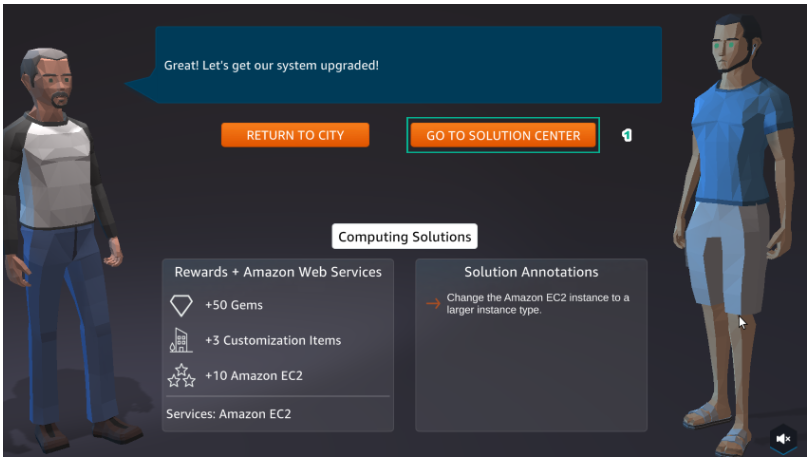 Great! Let's get our system upgraded!
RETURN TO CITY
GO TO SOLUTION CENTER
1
Computing Solutions
Rewards + Amazon Web Services
+50 Gems
+3 Customization Items
+10 Amazon EC2
Services: Amazon EC2
Solution Annotations
Change the Amazon EC2 instance to a
larger instance type.